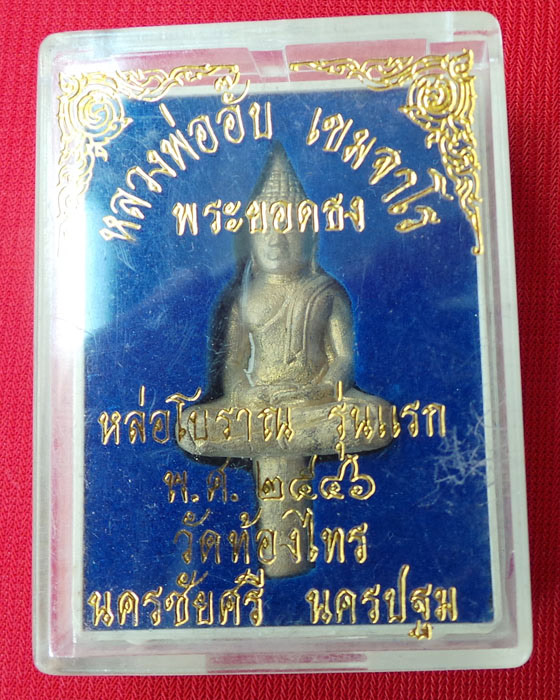 หลวงพ่ออั๊บ เขมจาโร
พระยอดธง
หล่อโบราณ รุ่นแรก
พ.ศ. ๒๕๔๖
วัดท้องไทร
นครชัยศรี นครปฐม